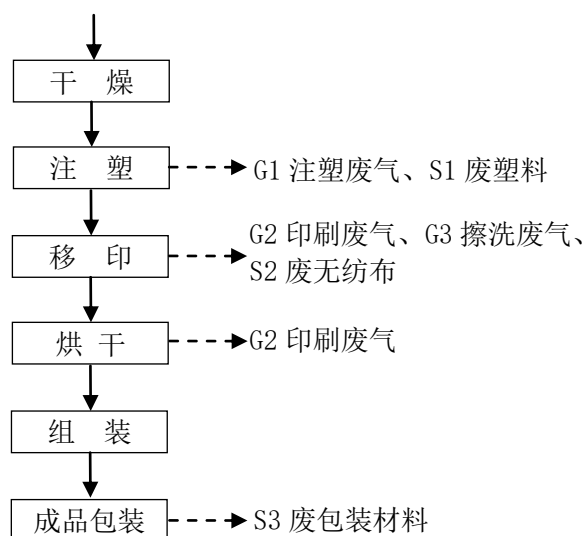 干 燥
注 塑
G1 注塑废气、S1 废塑料
移 印
G2 印刷废气、G3 擦洗废气、
S2 废无纺布
烘 干
G2 印刷废气
组 装
成品包装
S3 废包装材料